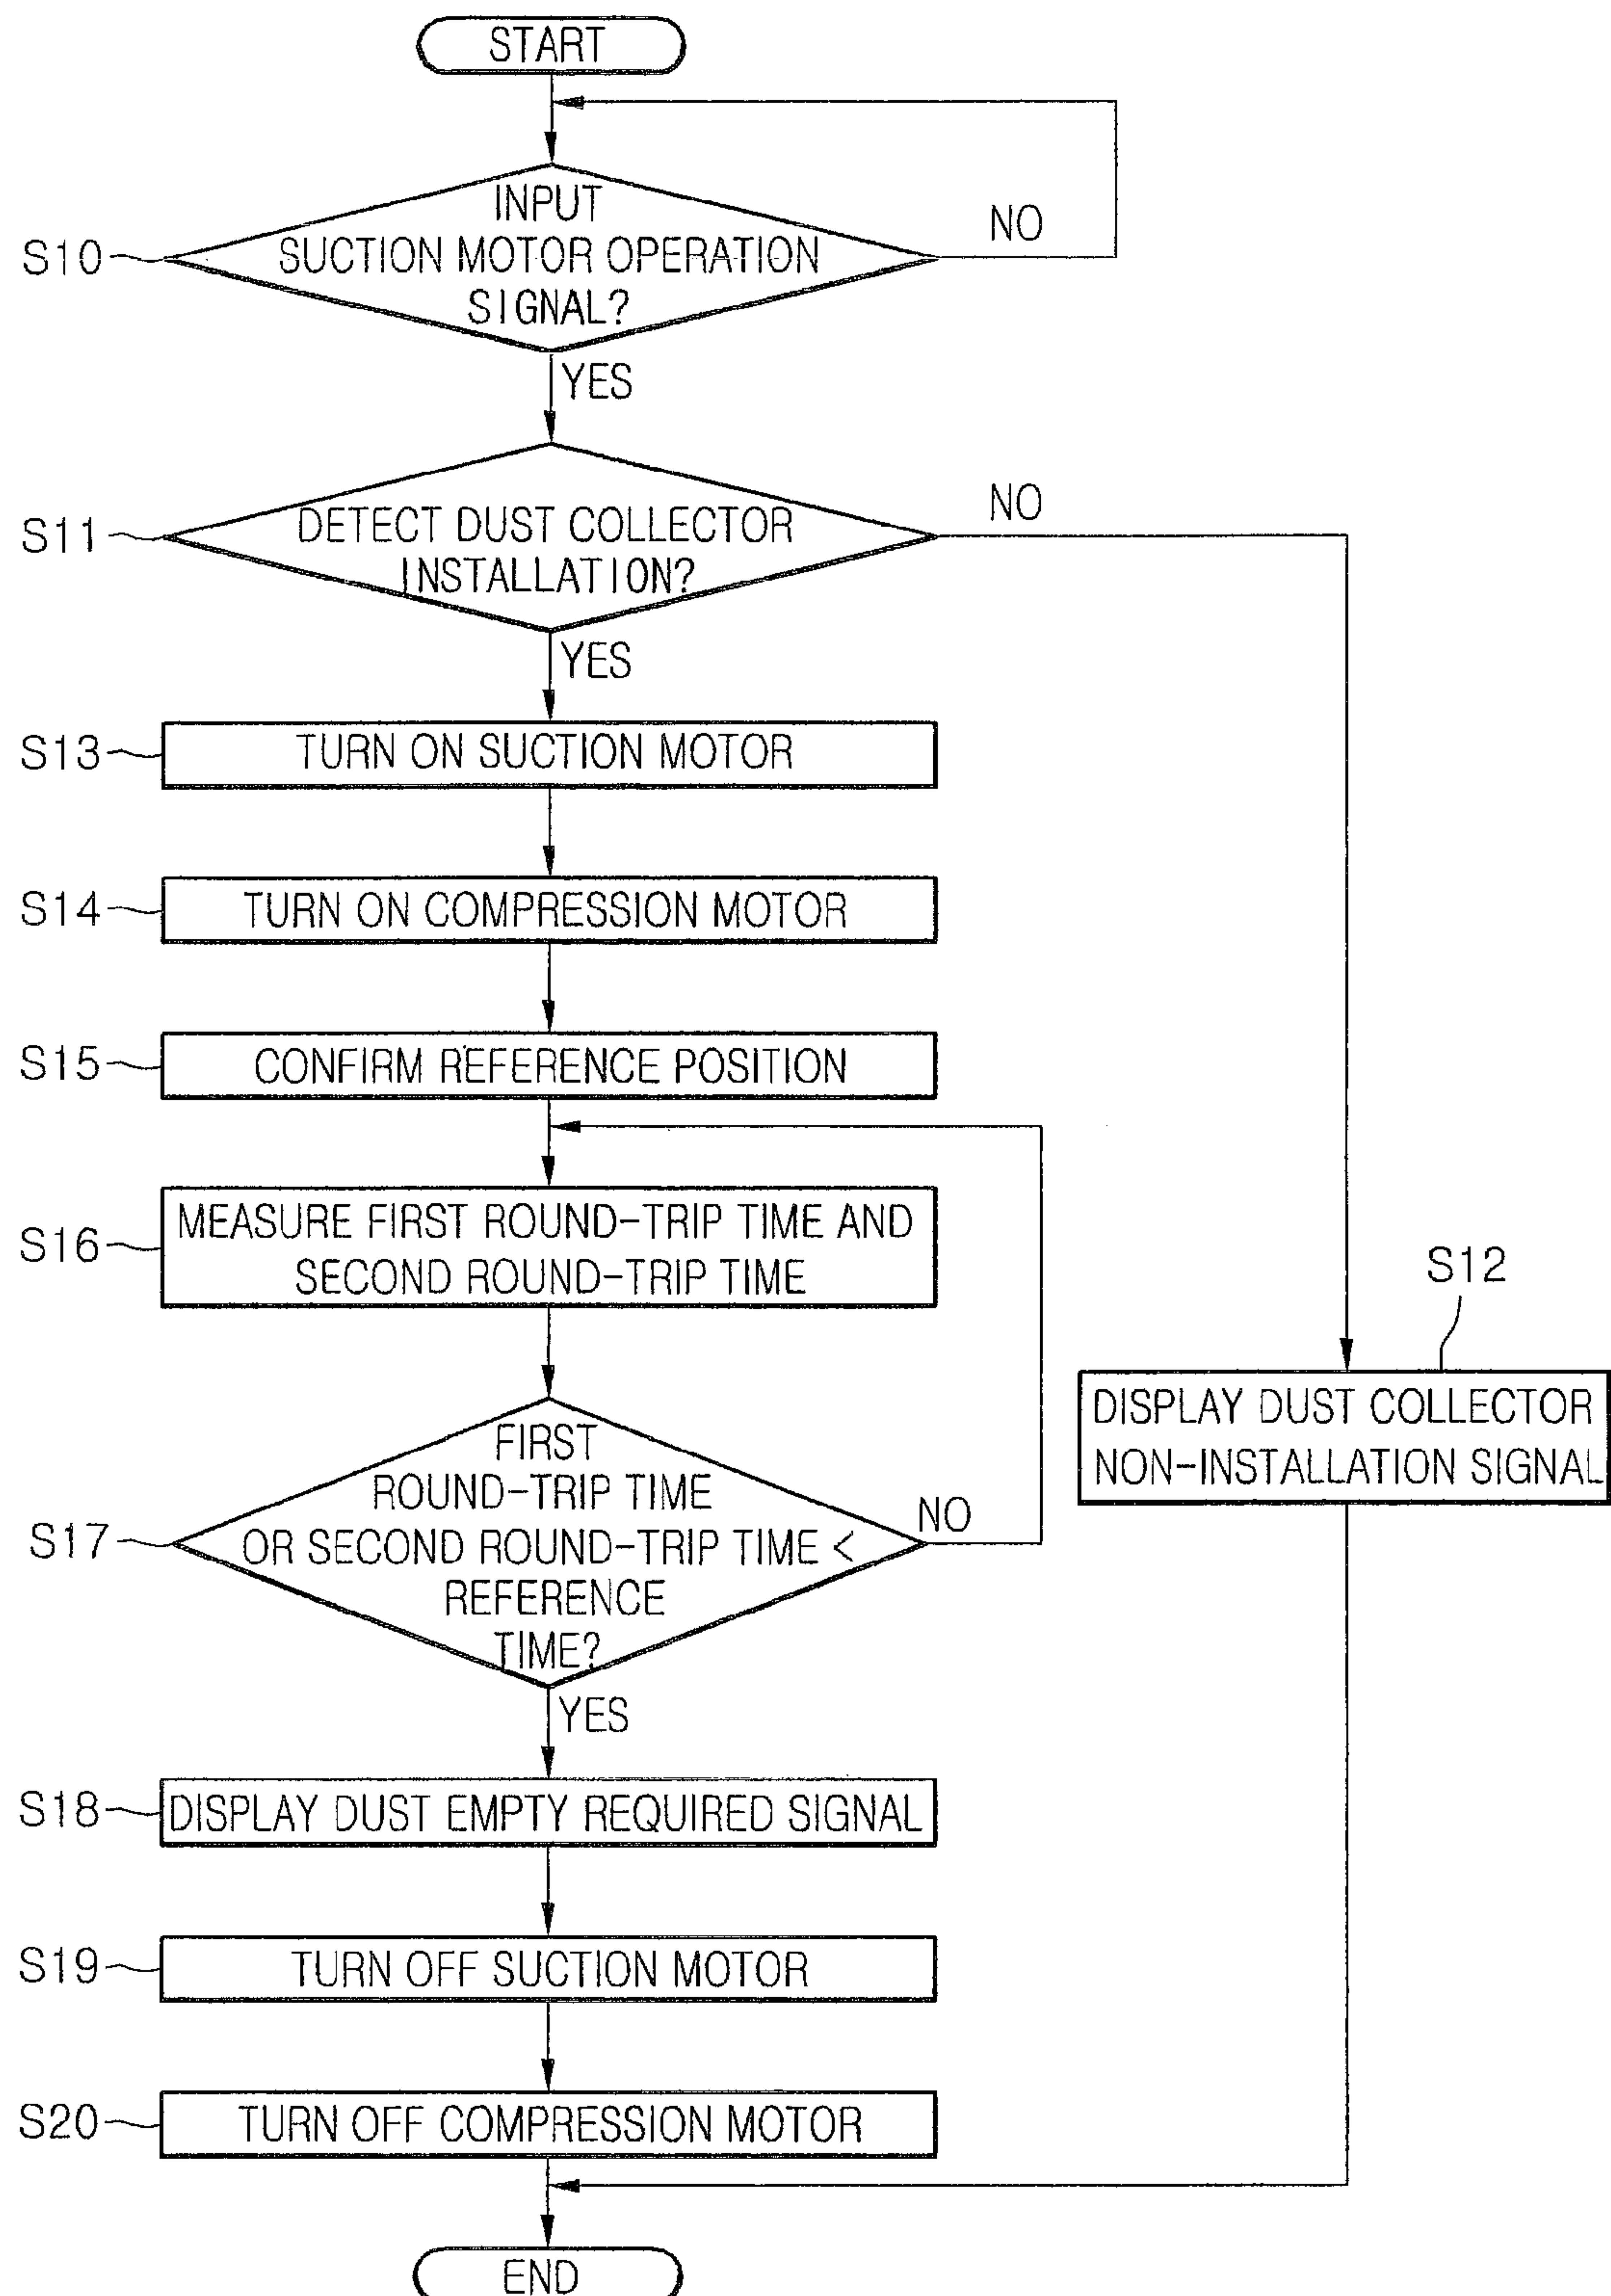 START
INPUT
SUCTION MOTOR OPERATION
SIGNAL?
S10
NO
YES
DETECT DUST COLLECTOR
INSTALLATION?
S11
NO
YES
S13
TURN ON SUCTION MOTOR
S14
TURN ON COMPRESSION MOTOR
S15
CONFIRM REFERENCE POSITION
S16
MEASURE FIRST ROUND-TRIP TIME AND
SECOND ROUND-TRIP TIME
S12
DISPLAY DUST COLLECTOR
NON-INSTALLATION SIGNAL
S17
FIRST
ROUND-TRIP TIME
OR SECOND ROUND-TRIP TIME <
REFERENCE
TIME?
NO
YES
S18
DISPLAY DUST EMPTY REQUIRED SIGNAL
S19
TURN OFF SUCTION MOTOR
S20
TURN OFF COMPRESSION MOTOR
END